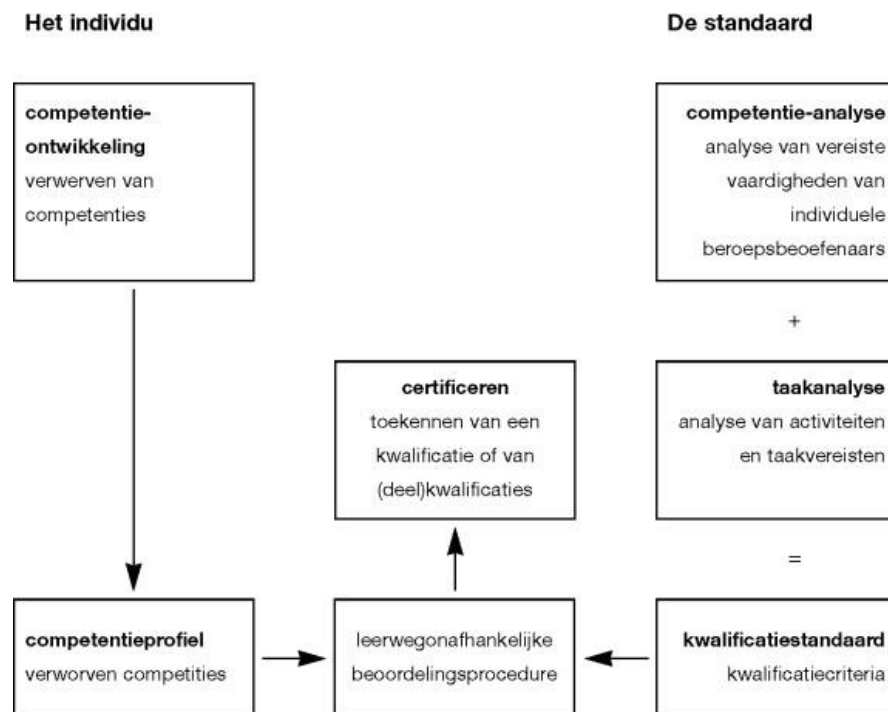 Het individu
De standaard
competentie-
ontwikkeling
verwerven van
competenties
competentie-analyse
analyse van vereiste
vaardigheden van
individuele
beroepsbeoefenaars
+
certificeren
toekennen van een
kwalificatie of van
(deel)kwalificaties
taakanalyse
analyse van activiteiten
en taakvereisten
=
competentieprofiel
verworven competities
leerwegonafhankelijke
beoordelingsprocedure
kwalificatiestandaard
kwalificatiecriteria